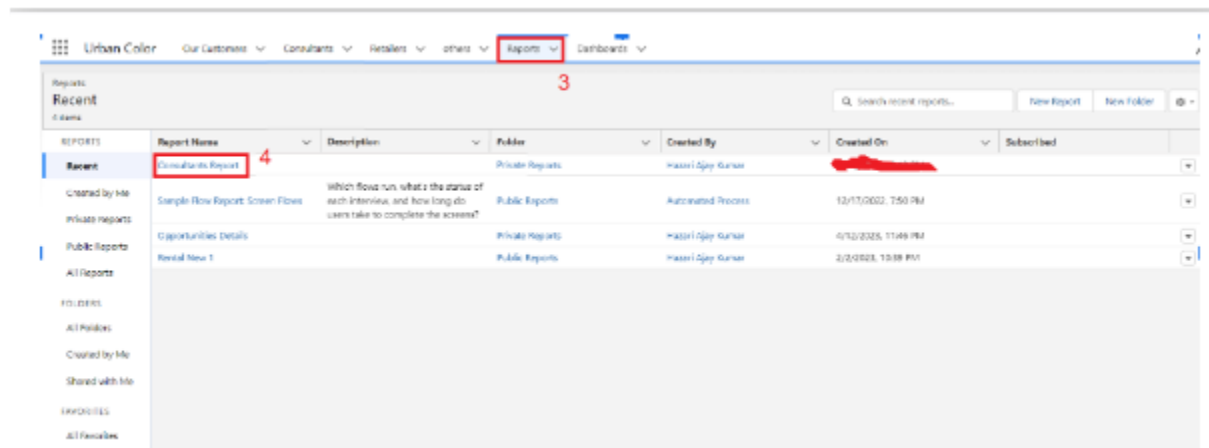 Urban Color Our Customers Consultants Retailers others Reports Dashboards
3
Reports
Recent
4 items
Search recent reports...
New Report New Folder
REPORTS Report Name Description Folder Created By Created On Subscribed
Recent Consultants Report 4 Private Reports Hazari Ajay Kumar
Created by Me
Which flows run, what's the status of
each interview, and how long do
users take to complete the screens?
Sample Flow Report: Screen Flows Public Reports Automated Process 12/17/2022, 7:50 PM
Private Reports
Opportunities Details Private Reports Hazari Ajay Kumar 4/12/2023, 11:46 PM
Public Reports
Rental New 1 Public Reports Hazari Ajay Kumar 2/2/2023,
All Reports
FOLDERS
All Folders
Created by Me
Shared with Me
FAVORITES
All Favorites